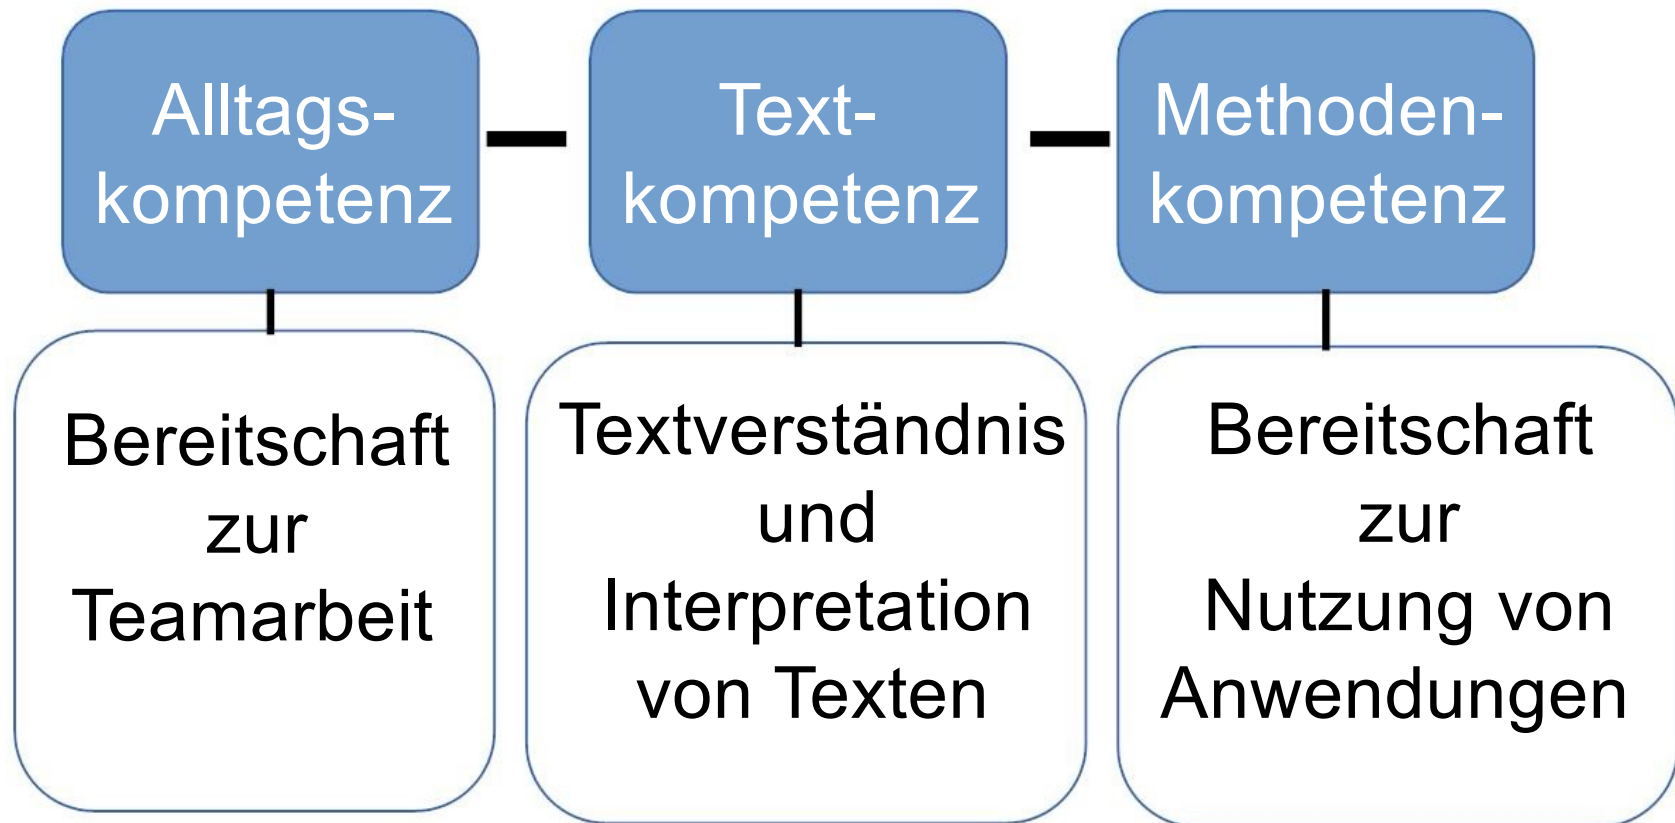 Alltags-
kompetenz
Text-
kompetenz
Methoden-
kompetenz
Bereitschaft
zur
Teamarbeit
Textverständnis
und
Interpretation
von Texten
Bereitschaft
zur
Nutzung von
Anwendungen